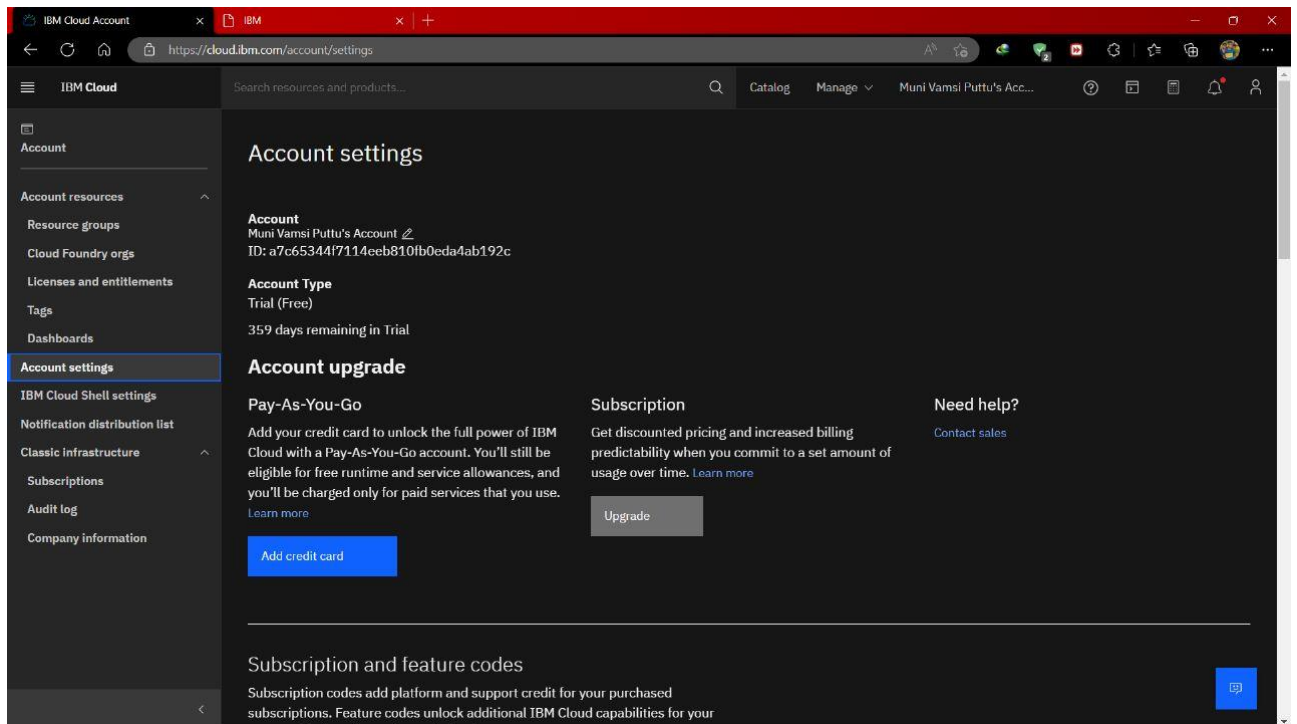 IBM Cloud Account
IBM
https://cloud.ibm.com/account/settings
2
IBM Cloud
Search resources and products...
Catalog
Manage
Muni Vamsi Puttu's Acc...
Account
Account resources
Resource groups
Cloud Foundry orgs
Licenses and entitlements
Tags
Dashboards
Account settings
IBM Cloud Shell settings
Notification distribution list
Classic infrastructure
Subscriptions
Audit log
Company information
Account settings
Account
Muni Vamsi Puttu's Account
ID: a7c65344f7114eeb810fb0eda4ab192c
Account Type
Trial (Free)
359 days remaining in Trial
Account upgrade
Pay-As-You-Go
Add your credit card to unlock the full power of IBM
Cloud with a Pay-As-You-Go account. You'll still be
eligible for free runtime and service allowances, and
you'll be charged only for paid services that you use.
Learn more
Add credit card
Subscription
Get discounted pricing and increased billing
predictability when you commit to a set amount of
usage over time. Learn more
Upgrade
Need help?
Contact sales
Subscription and feature codes
Subscription codes add platform and support credit for your purchased
subscriptions. Feature codes unlock additional IBM Cloud capabilities for your